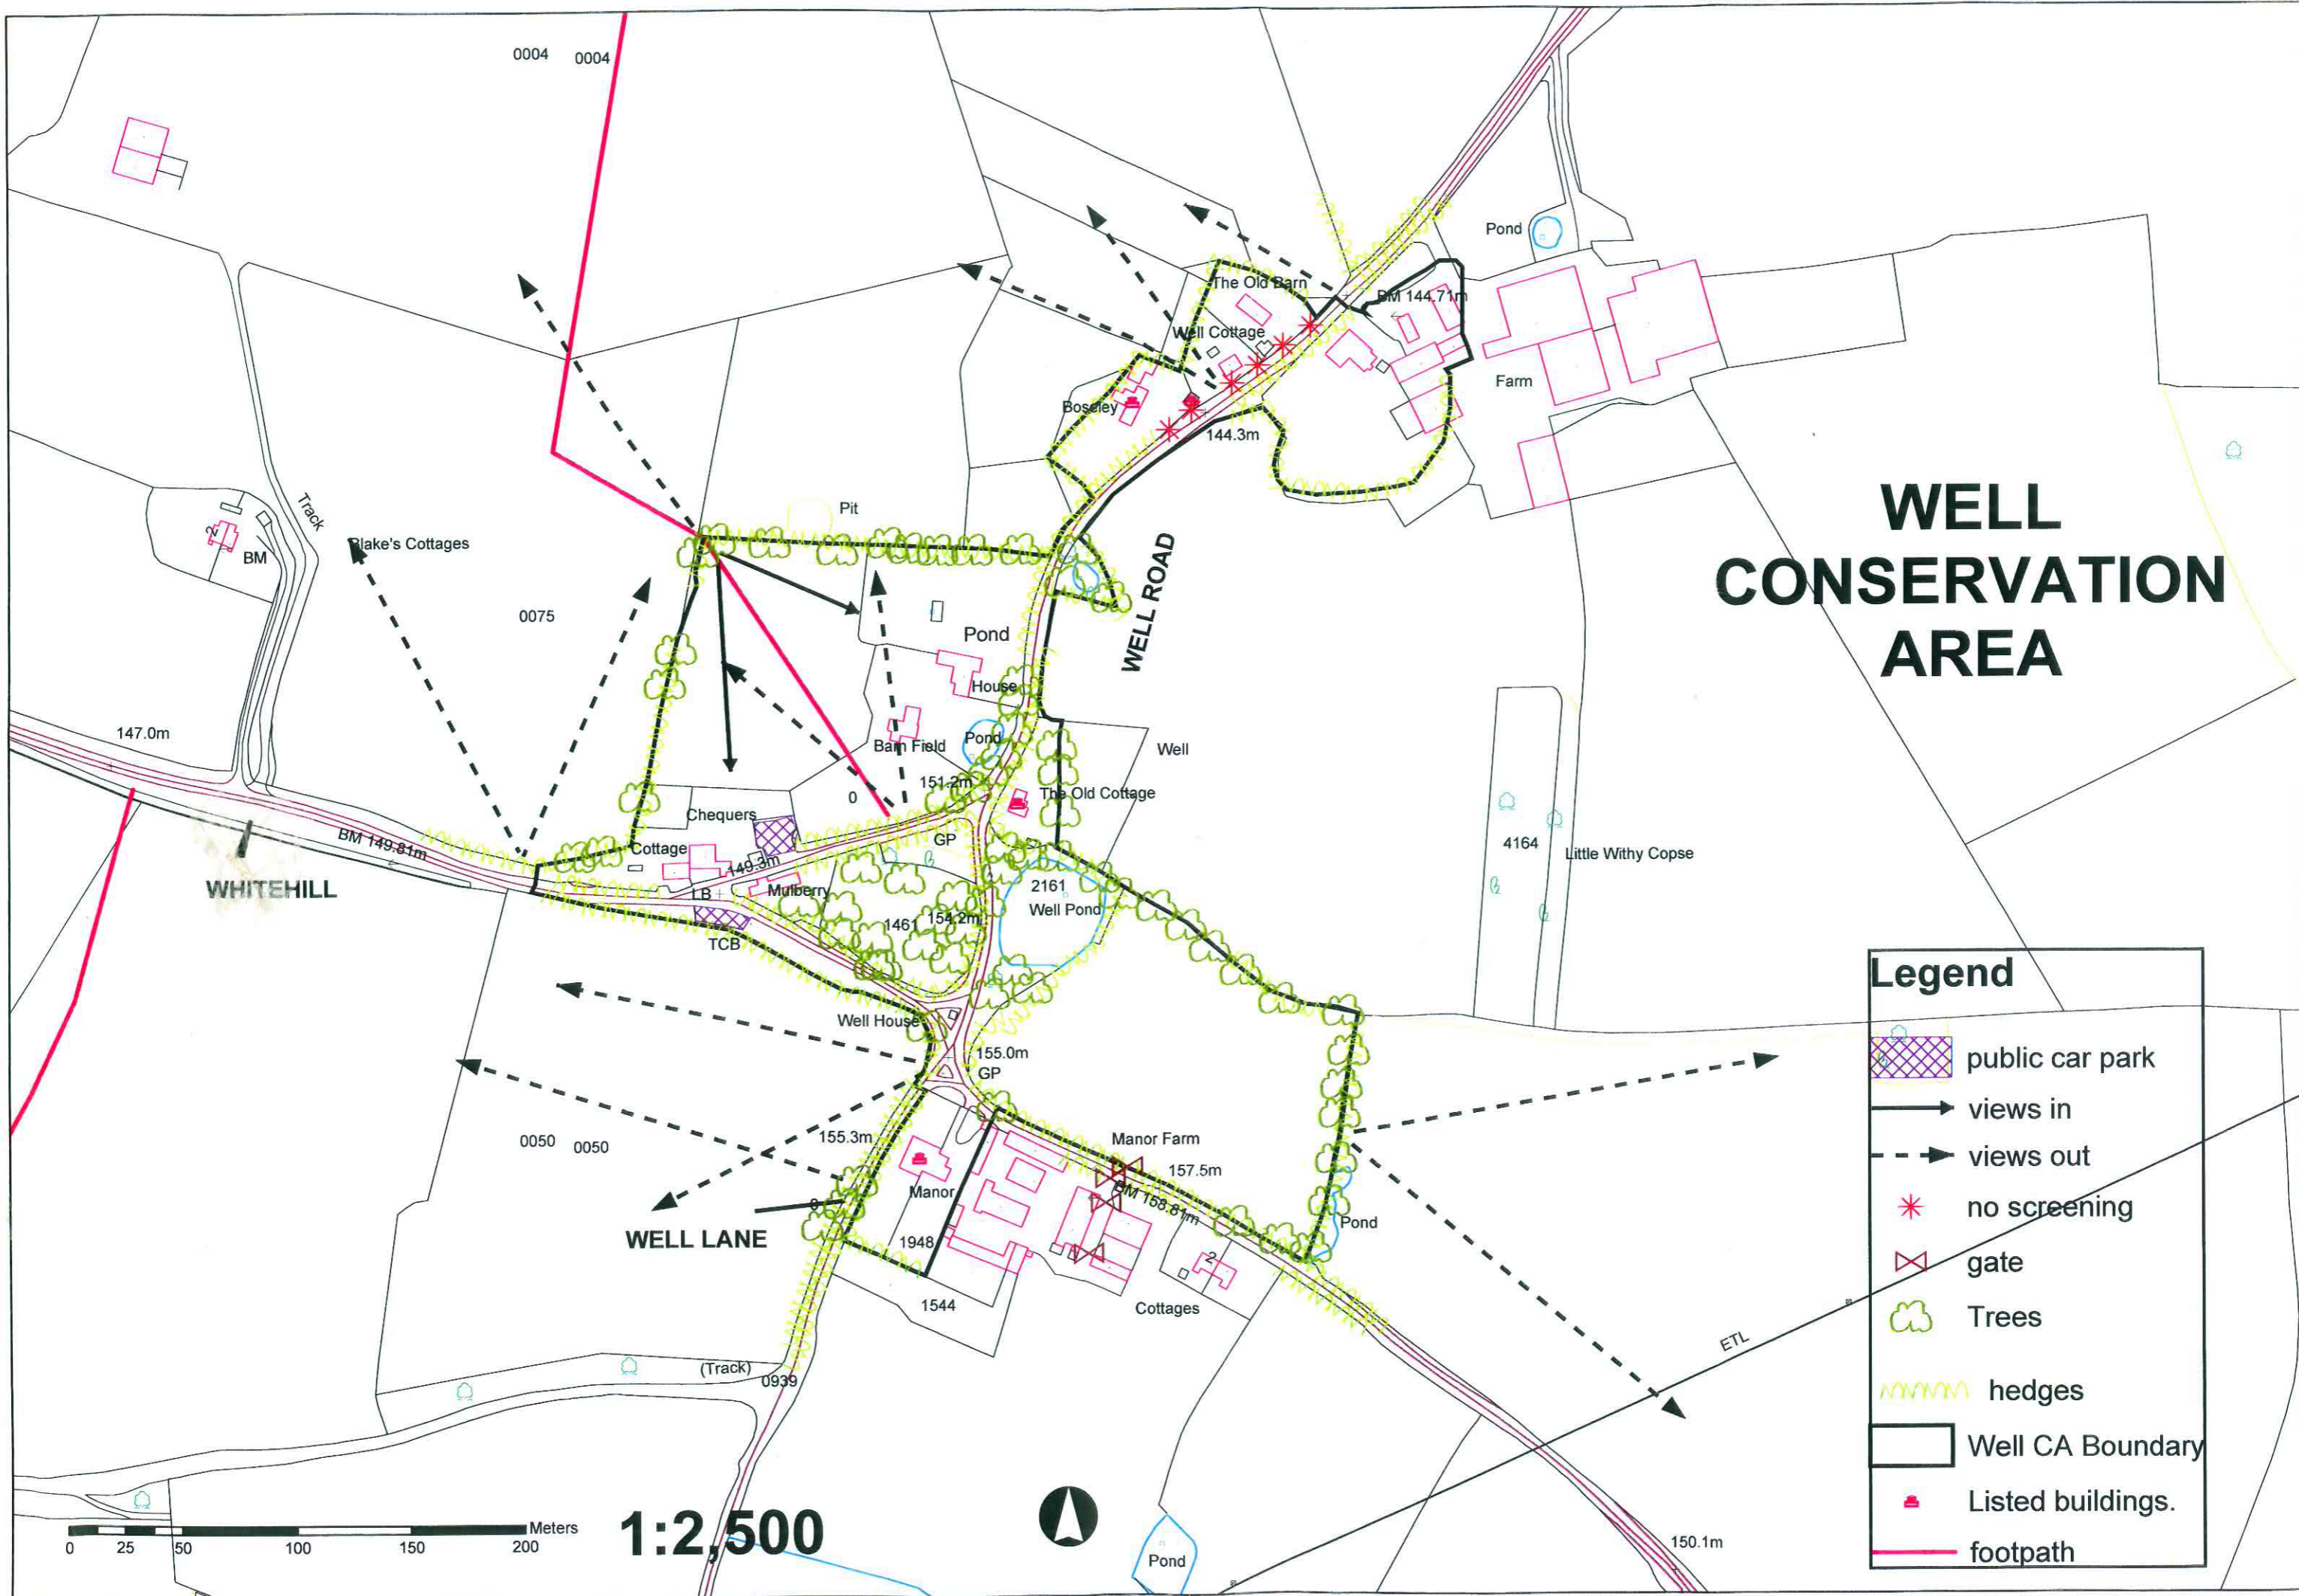 0004 0004
Pond
The Old Barn
BM 144.71m
Well Cottage
Farm
Boseley
144.3m
Track
2
BM
Blake's Cottages
Pit
WELL
CONSERVATION
AREA
WELL ROAD
0075
Pond
House
147.0m
Barn Field
Pond
Well
151.2m
The Old Cottage
0
Chequers
GP
BM 149.81m
Cottage
149.3m
4164
Little Withy Copse
WHITEHILL
LB
Mulberry
2161
Well Pond
1461
154.2m
TCB
Well House
155.0m
GP
0050 0050
155.3m
Manor Farm
157.5m
Manor
BM 158.81m
Pond
WELL LANE
1948
2
1544
Cottages
(Track)
0939
ETL
Legend
public car park
views in
views out
no screening
gate
Trees
hedges
Well CA Boundary
Listed buildings.
footpath
Meters
0 25 50 100 150 200
1:2,500
Pond
150.1m